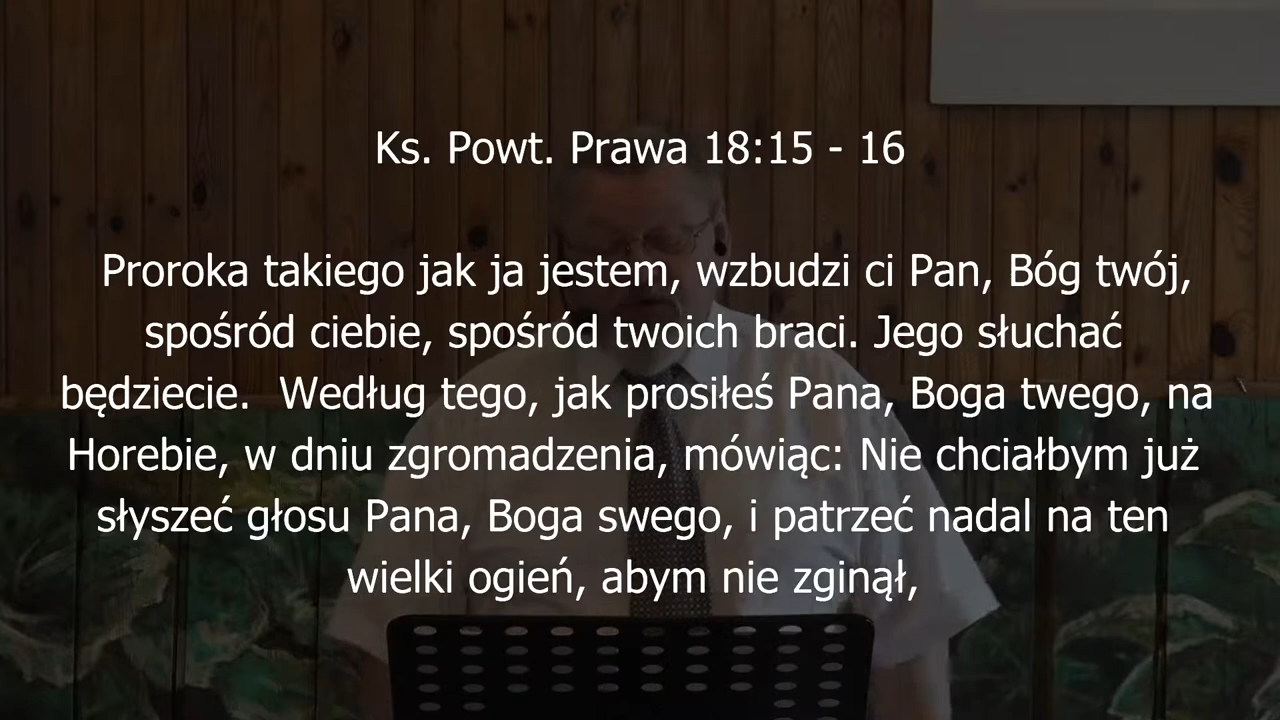 Ks. Powt. Prawa 18:15 - 16
Proroka takiego jak ja jestem, wzbudzi ci Pan, Bóg twój,
spośród ciebie, spośród twoich braci. Jego słuchać
będziecie.  Według tego, jak prosiłeś Pana, Boga twego, na
Horebie, w dniu zgromadzenia, mówiąc: Nie chciałbym już
słyszeć głosu Pana, Boga swego, i patrzeć nadal na ten
wielki ogień, abym nie zginął,